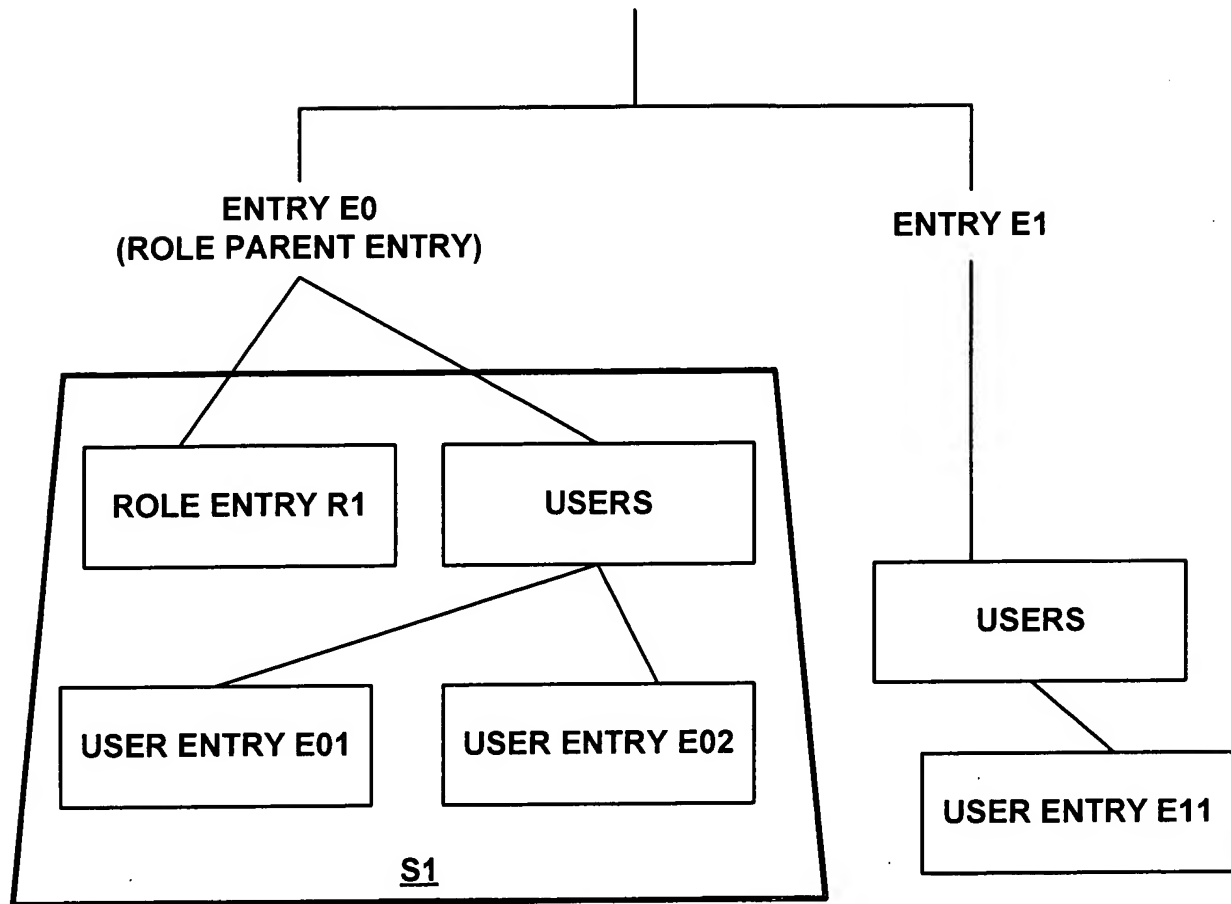 ENTRY E0
(ROLE PARENT ENTRY)
ENTRY E1
ROLE ENTRY R1
USERS
USERS
USER ENTRY E01
USER ENTRY E02
USER ENTRY E11
S1